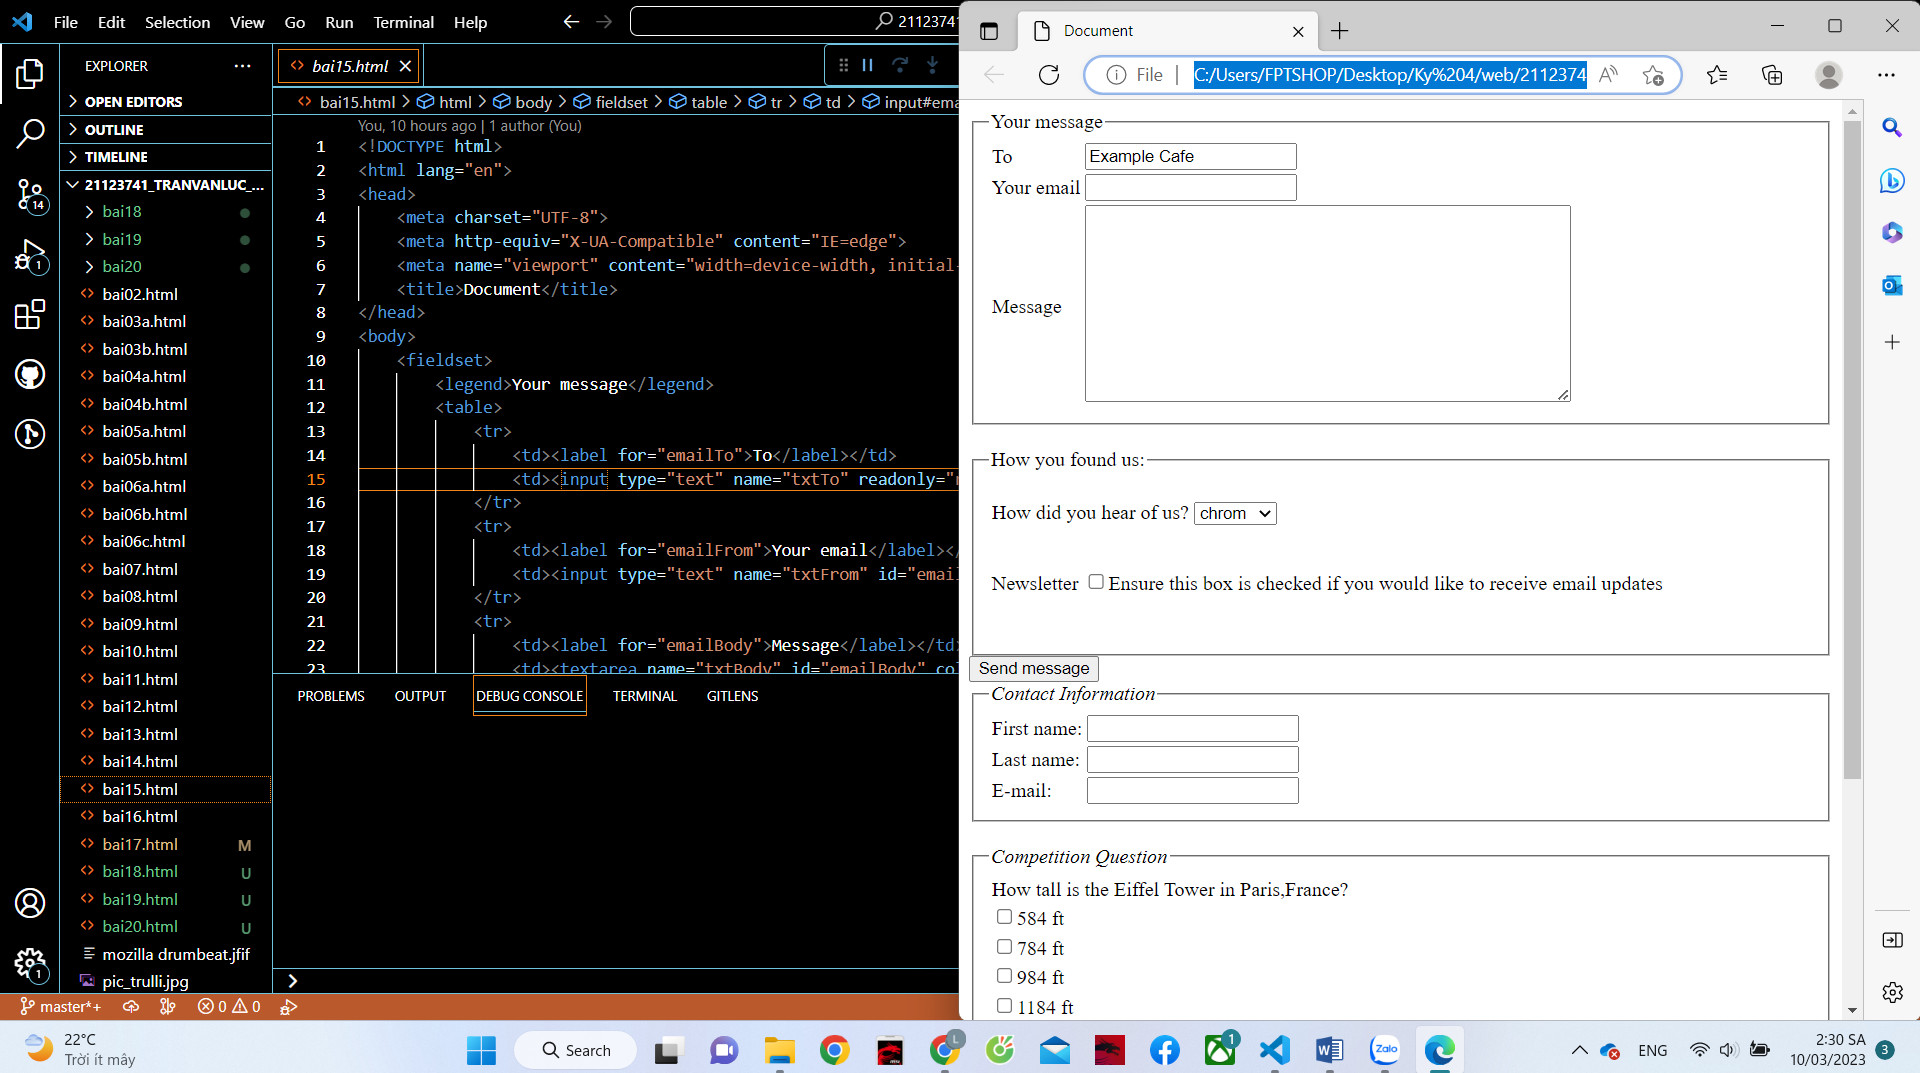 File Edit Selection View Go Run Terminal Help
21123741
EXPLORER
OPEN EDITORS
OUTLINE
TIMELINE
21123741_TRANVANLUC_...
bai18
bai19
bai20
bai02.html
bai03a.html
bai03b.html
bai04a.html
bai04b.html
bai05a.html
bai05b.html
bai06a.html
bai06b.html
bai06c.html
bai07.html
bai08.html
bai09.html
bai10.html
bai11.html
bai12.html
bai13.html
bai14.html
bai15.html
bai16.html
bai17.html M
bai18.html U
bai19.html U
bai20.html U
mozilla drumbeat.jfif
pic_trulli.jpg
14
1
1
bai15.html
bai15.html > html > body > fieldset > table > tr > td > input#ema
You, 10 hours ago | 1 author (You)
1 <!DOCTYPE html>
2 <html lang="en">
3 <head>
4 <meta charset="UTF-8">
5 <meta http-equiv="X-UA-Compatible" content="IE=edge">
6 <meta name="viewport" content="width=device-width, initial-
7 <title>Document</title>
8 </head>
9 <body>
10 <fieldset>
11 <legend>Your message</legend>
12 <table>
13 <tr>
14 <td><label for="emailTo">To</label></td>
15 <td><input type="text" name="txtTo" readonly="
16 </tr>
17 <tr>
18 <td><label for="emailFrom">Your email</label></
19 <td><input type="text" name="txtFrom" id="email
20 </tr>
21 <tr>
22 <td><label for="emailBody">Message</label></td>
23 <td><textarea name="txtBody" id="emailBody" col
PROBLEMS OUTPUT DEBUG CONSOLE TERMINAL GITLENS
master*+ 0 0
Document
File | C:/Users/FPTSHOP/Desktop/Ky%204/web/2112374
Your message
To Example Cafe
Your email
Message
How you found us:
How did you hear of us? chrom
Newsletter Ensure this box is checked if you would like to receive email updates
Send message
Contact Information
First name:
Last name:
E-mail:
Competition Question
How tall is the Eiffel Tower in Paris,France?
584 ft
784 ft
984 ft
1184 ft
22°C
Trời ít mây
Search
L
1
Zalo
ENG
2:30 SA
10/03/2023
3